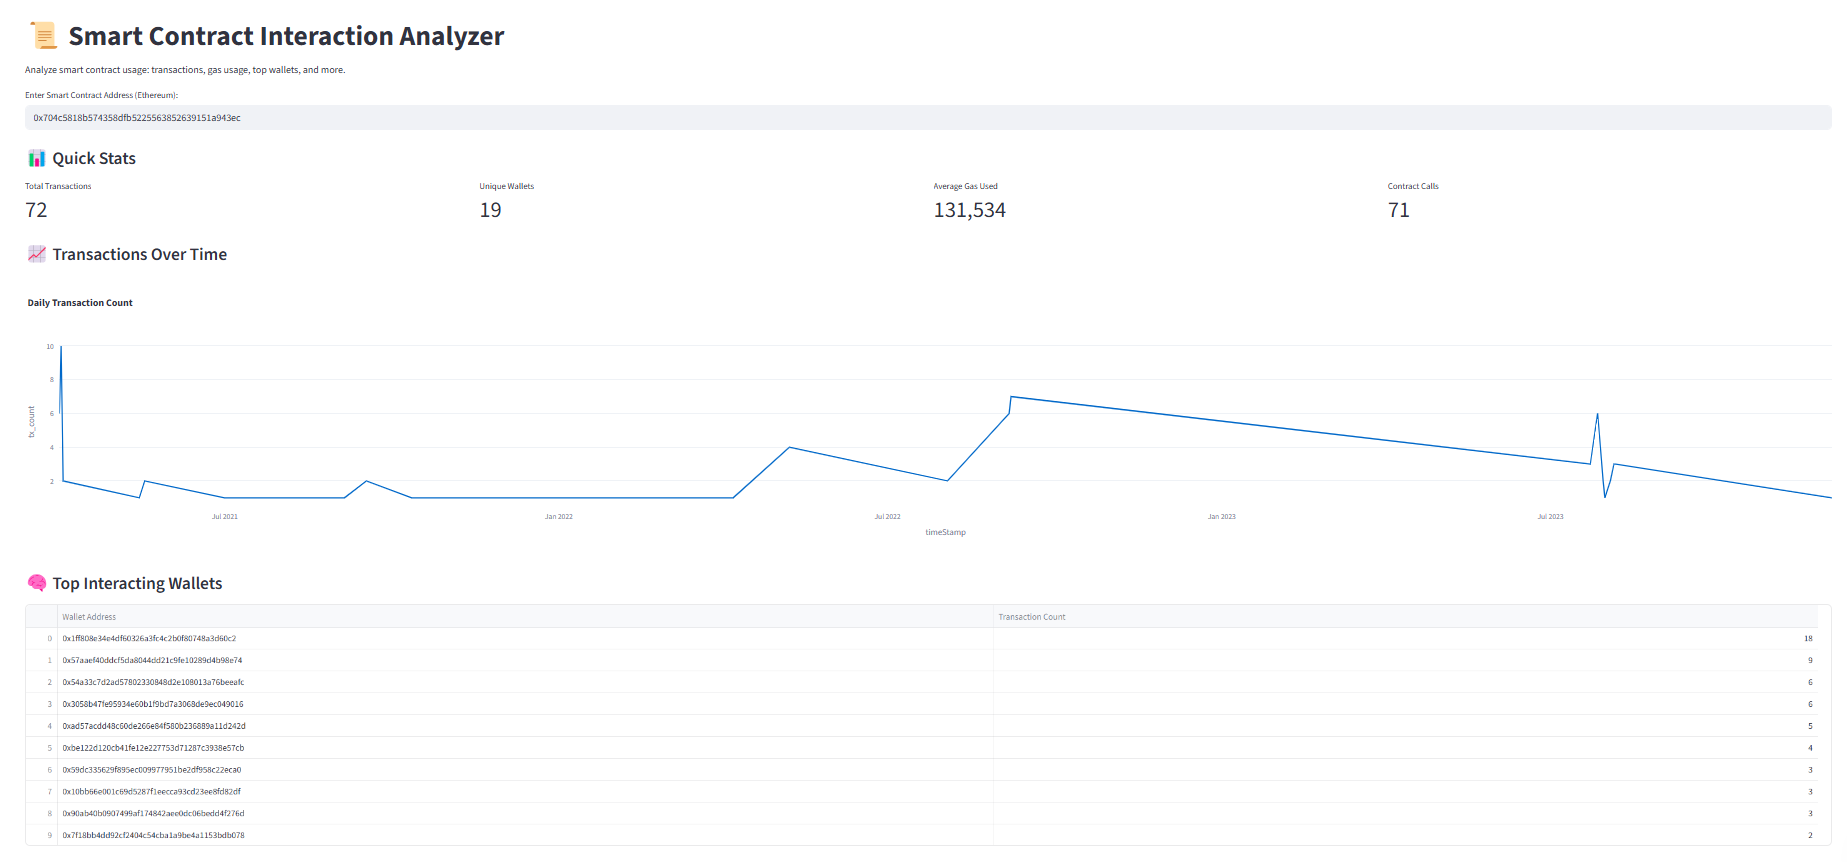 Smart Contract Interaction Analyzer
Analyze smart contract usage: transactions, gas usage, top wallets, and more.
Enter Smart Contract Address (Ethereum):
0x704c5818b574358dfb5225563852639151a943ec
Quick Stats
Total Transactions
72
Unique Wallets
19
Average Gas Used
131,534
Contract Calls
71
Transactions Over Time
Daily Transaction Count
10
8
6
4
2
tx_count
Jul 2021
Jan 2022
Jul 2022
Jan 2023
Jul 2023
timeStamp
Top Interacting Wallets
Wallet Address Transaction Count
0 0x1ff808e34e4df60326a3fc4c2b0f80748a3d60c2 18
1 0x57aaef40ddcf5da8044dd21c9fe10289d4b98e74 9
2 0x54a33c7d2ad57802330848d2e108013a76beeafc 6
3 0x3058b47fe95934e60b1f9bd7a3068de9ec049016 6
4 0xad57acdd48c60de266e84f580b236889a11d242d 5
5 0xbe122d120cb41fe12e227753d71287c3938e57cb 4
6 0x59dc335629f895ec009977951be2df958c22eca0 3
7 0x10bb66e001c69d5287f1eecca93cd23ee8fd82df 3
8 0x90ab40b0907499af174842aee0dc06bedd4f276d 3
9 0x7f18bb4dd92cf2404c54cba1a9be4a1153bdb078 2